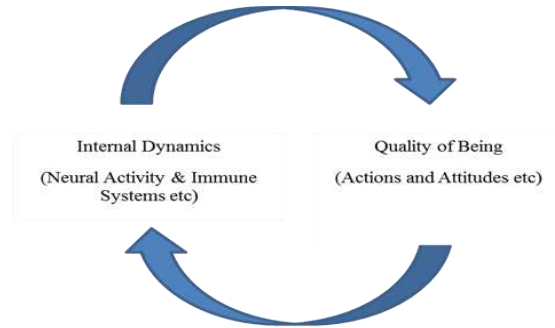 Internal Dynamics
(Neural Activity & Immune
Systems etc)
Quality of Being
(Actions and Attitudes etc)